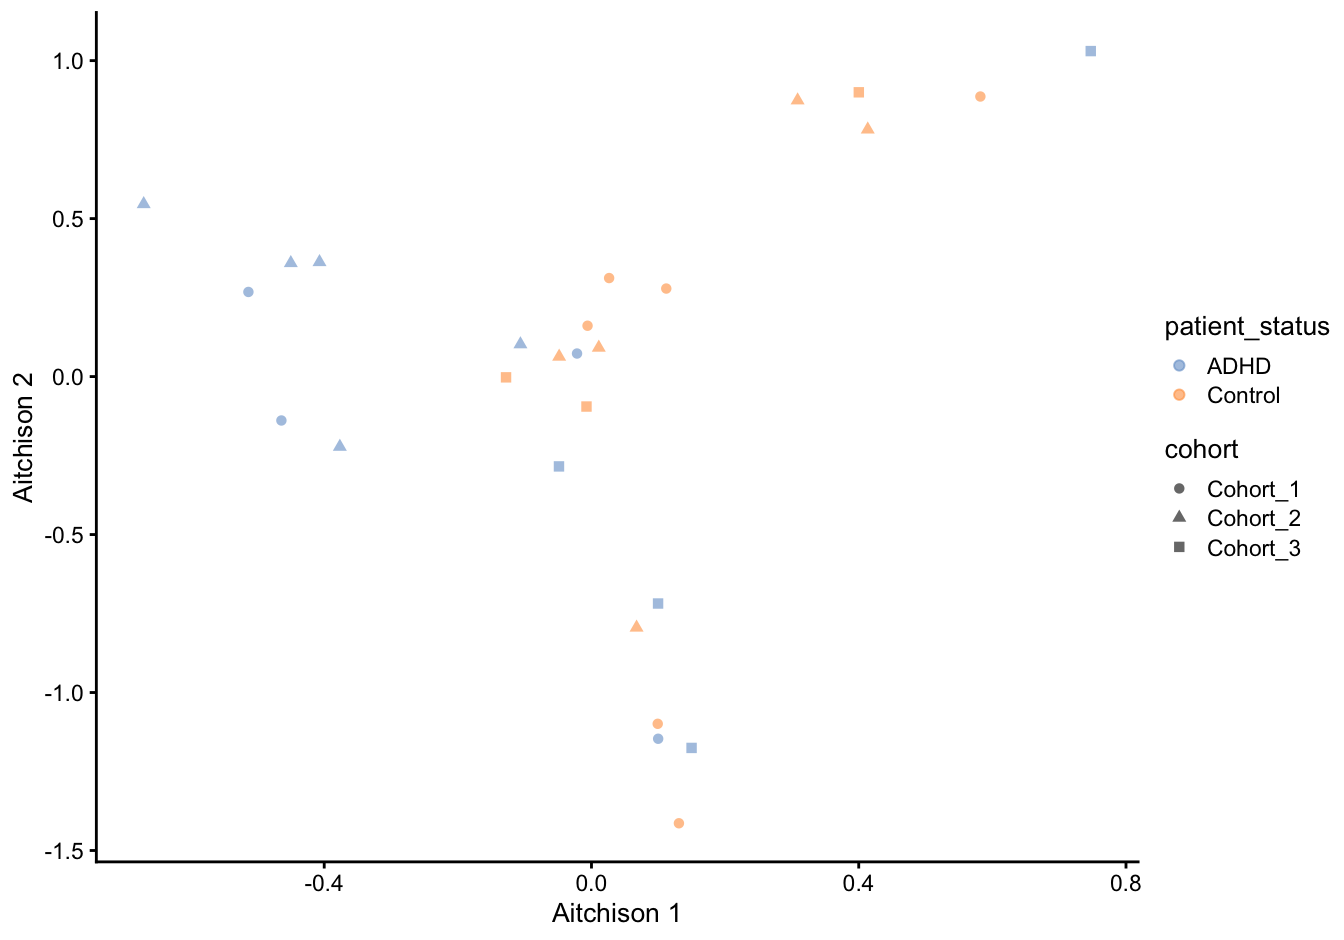 1.0
0.5
0.0
-0.5
-1.0
-1.5
Aitchison 2
-0.4
0.0
0.4
0.8
Aitchison 1
patient_status
ADHD
Control
cohort
Cohort_1
Cohort_2
Cohort_3